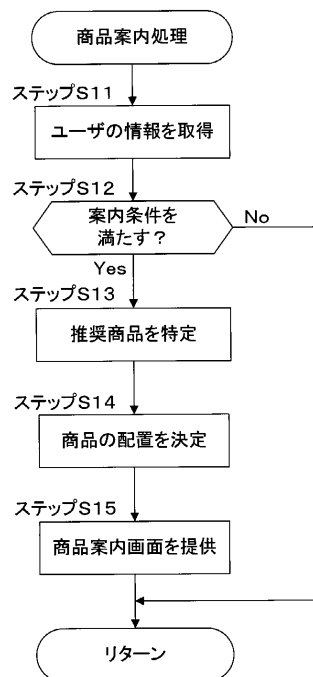 商品案内処理
ステップS11
ユーザの情報を取得
ステップS12
案内条件を
満たす？
No
Yes
ステップS13
推奨商品を特定
ステップS14
商品の配置を決定
ステップS15
商品案内画面を提供
リターン